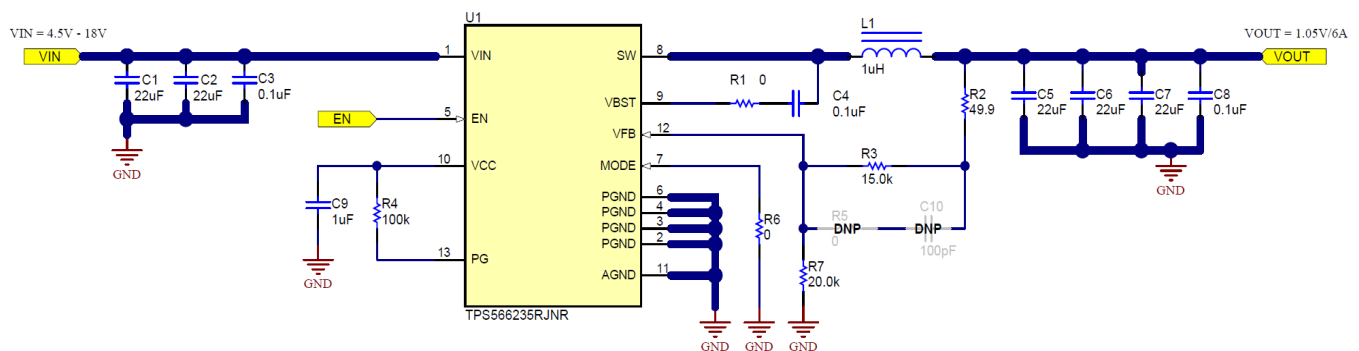 U1
VIN = 4.5V - 18V
VIN
C1
22uF
C2
22uF
C3
0.1uF
GND
EN
C9
1uF
GND
R4
100k
1
VIN
5
EN
10
VCC
13
PG
SW
8
VBST
9
VFB
12
MODE
7
PGND
6
PGND
4
PGND
3
PGND
2
AGND
11
TPS566235RJNR
R1 0
C4
0.1uF
L1
1uH
R2
49.9
R3
15.0k
R5
DNP
0
C10
DNP
100pF
R6
0
R7
20.0k
GND
GND
GND
C5
22uF
C6
22uF
C7
22uF
C8
0.1uF
GND
VOUT = 1.05V/6A
VOUT